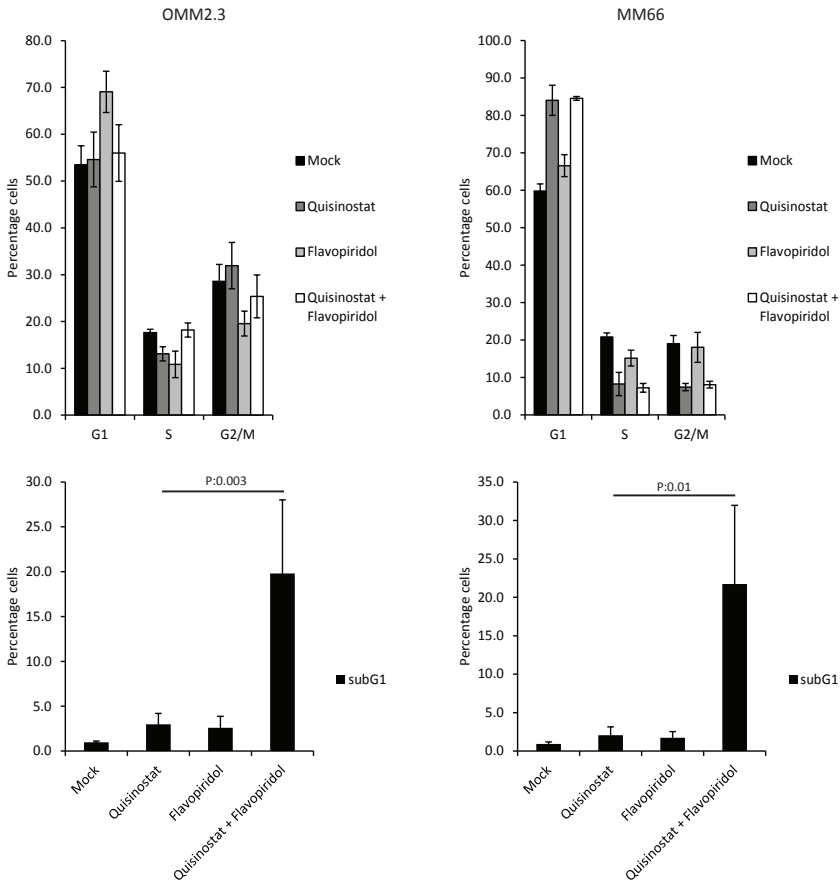 OMM2.3
80.0
70.0
60.0
50.0
40.0
30.0
20.0
10.0
0.0
Percentage cells
G1 S G2/M
Mock
Quisinostat
Flavopiridol
Quisinostat +
Flavopiridol
MM66
100.0
90.0
80.0
70.0
60.0
50.0
40.0
30.0
20.0
10.0
0.0
Percentage cells
G1 S G2/M
Mock
Quisinostat
Flavopiridol
Quisinostat +
Flavopiridol
30.0
25.0
20.0
15.0
10.0
5.0
0.0
Percentage cells
P:0.003
subG1
Mock
Quisinostat
Flavopiridol
Quisinostat + Flavopiridol
35.0
30.0
25.0
20.0
15.0
10.0
5.0
0.0
Percentage cells
P:0.01
subG1
Mock
Quisinostat
Flavopiridol
Quisinostat + Flavopiridol